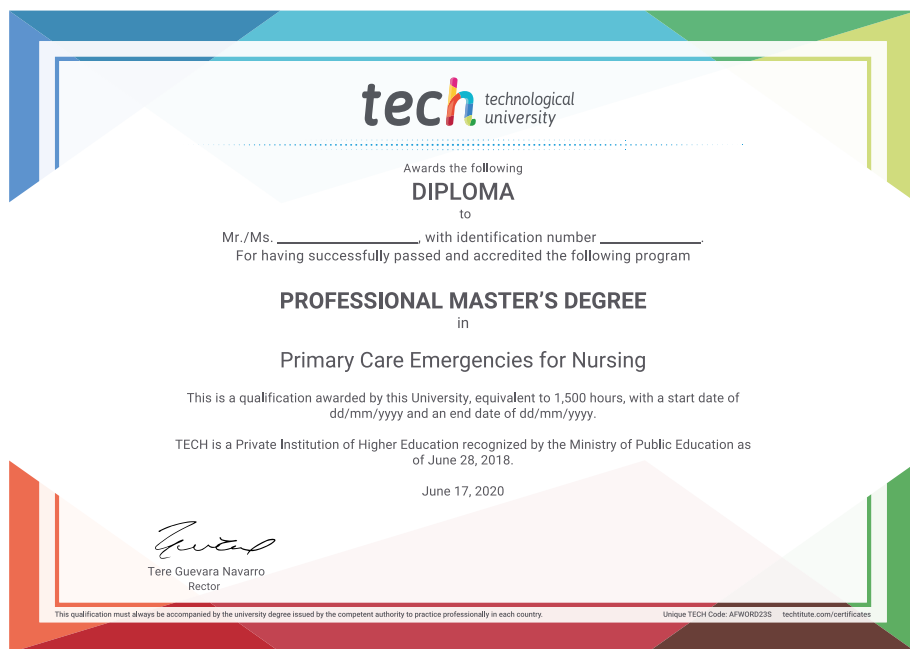 tech technological
university
Awards the following
DIPLOMA
to
Mr./Ms. ____________________, with identification number ______________.
For having successfully passed and accredited the following program
PROFESSIONAL MASTER'S DEGREE
in
Primary Care Emergencies for Nursing
This is a qualification awarded by this University, equivalent to 1,500 hours, with a start date of
dd/mm/yyyy and an end date of dd/mm/yyyy.
TECH is a Private Institution of Higher Education recognized by the Ministry of Public Education as
of June 28, 2018.
June 17, 2020
Tere Guevara Navarro
Rector
This qualification must always be accompanied by the university degree issued by the competent authority to practice professionally in each country. Unique TECH Code: AFWORD23S techtitute.com/certificates